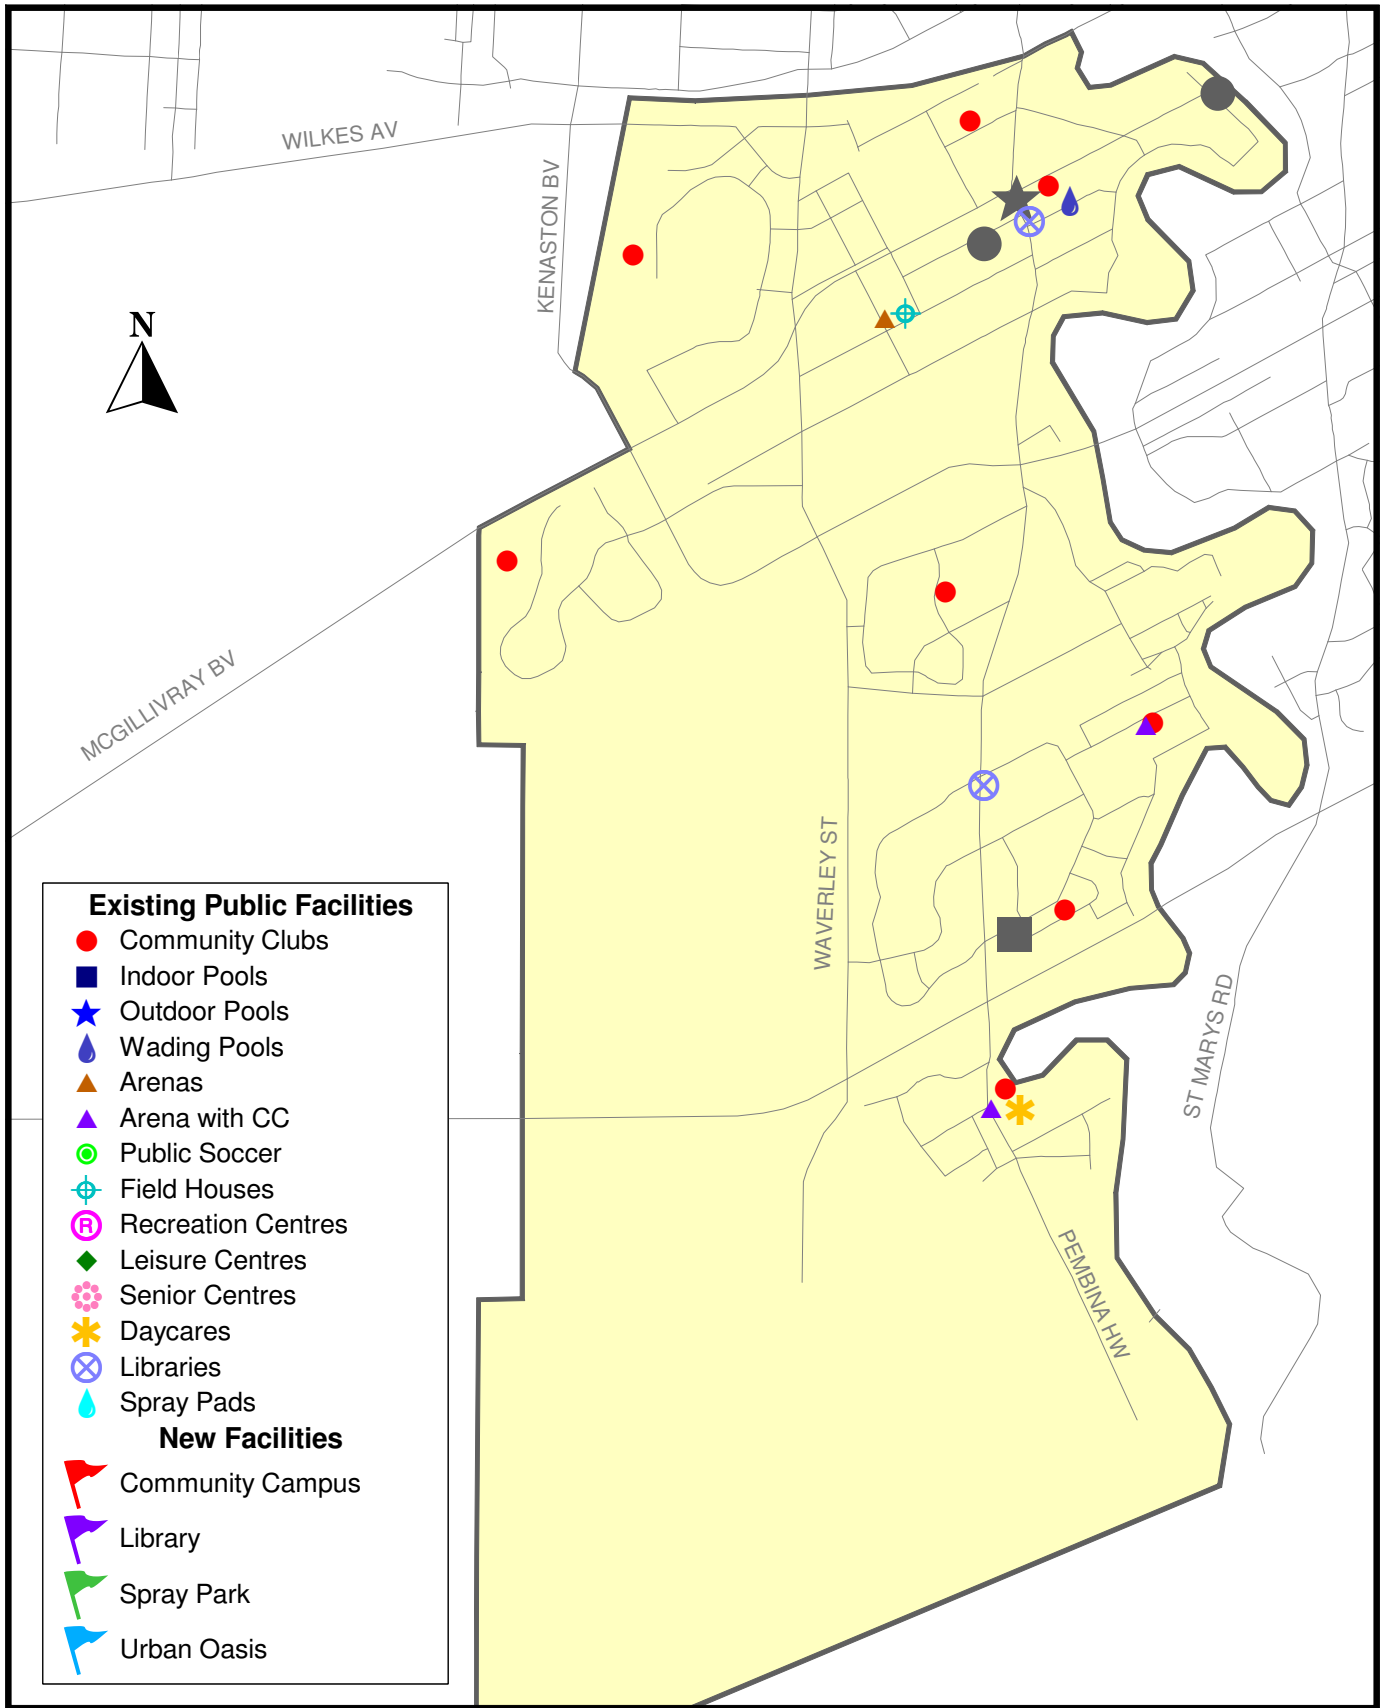 WILKES AV
KENASTON BV
N
MCGILLIVRAY BV
WAVERLEY ST
ST MARYS RD
PEMBINA HW
Existing Public Facilities
Community Clubs
Indoor Pools
Outdoor Pools
Wading Pools
Arenas
Arena with CC
Public Soccer
Field Houses
R Recreation Centres
Leisure Centres
Senior Centres
Daycares
Libraries
Spray Pads
New Facilities
Community Campus
Library
Spray Park
Urban Oasis